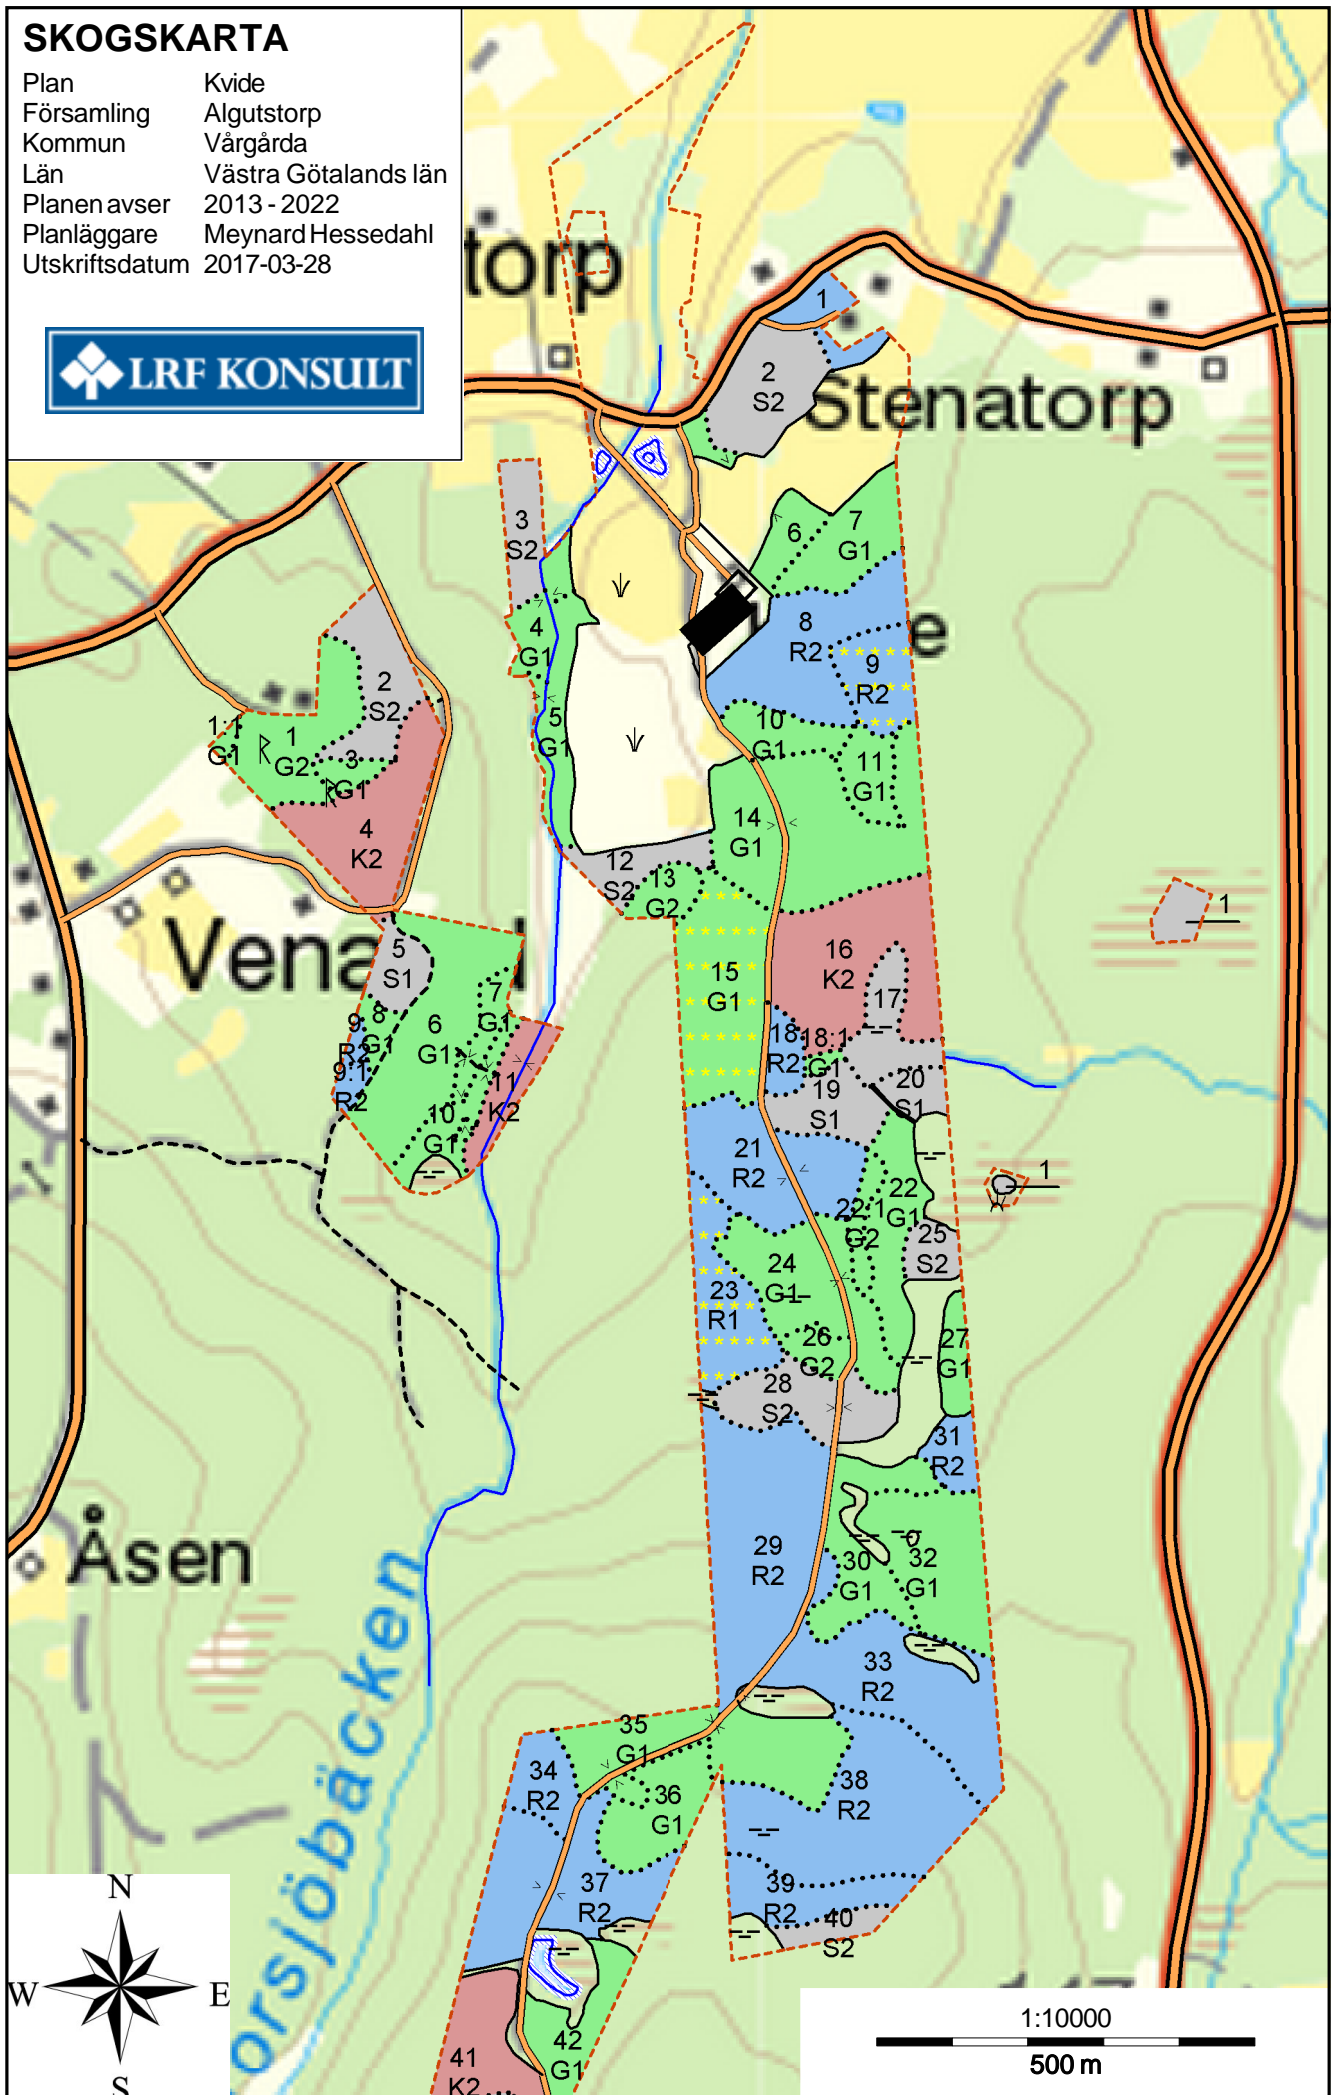 SKOGSKARTA
Plan Kvide
Församling Algutstorp
Kommun Vårgårda
Län Västra Götalands län
Planen avser 2013 - 2022
Planläggare Meynard Hessedahl
Utskriftsdatum 2017-03-28
LRF KONSULT
torp
1
2
S2
Stenatorp
3
S2
6
7
G1
4
G1
8
R2
e
9
R2
2
S2
1:1
G1
1
G2
3
G1
5
G1
10
G1
11
G1
4
K2
14
G1
12
S2
13
G2
1
Vena
d
5
S1
16
K2
15
G1
17
7
G1
9
R2
8
G1
6
G1
18
R2
18:1
G1
9:1
R2
11
K2
19
S1
20
S1
10
G1
21
R2
1
22
G1
22:1
G2
25
S2
24
G1
23
R1
26
G2
27
G1
28
S2
31
R2
Åsen
29
R2
30
G1
32
G1
33
R2
35
G1
34
R2
36
G1
38
R2
37
R2
39
R2
40
S2
orsjöbäcken
N
W
E
S
42
G1
41
K2
1:10000
500 m